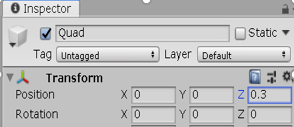 Inspector
Quad Static
Tag Untagged Layer Default
Transform
Position X 0 Y 0 Z 0.3
Rotation X 0 Y 0 Z 0